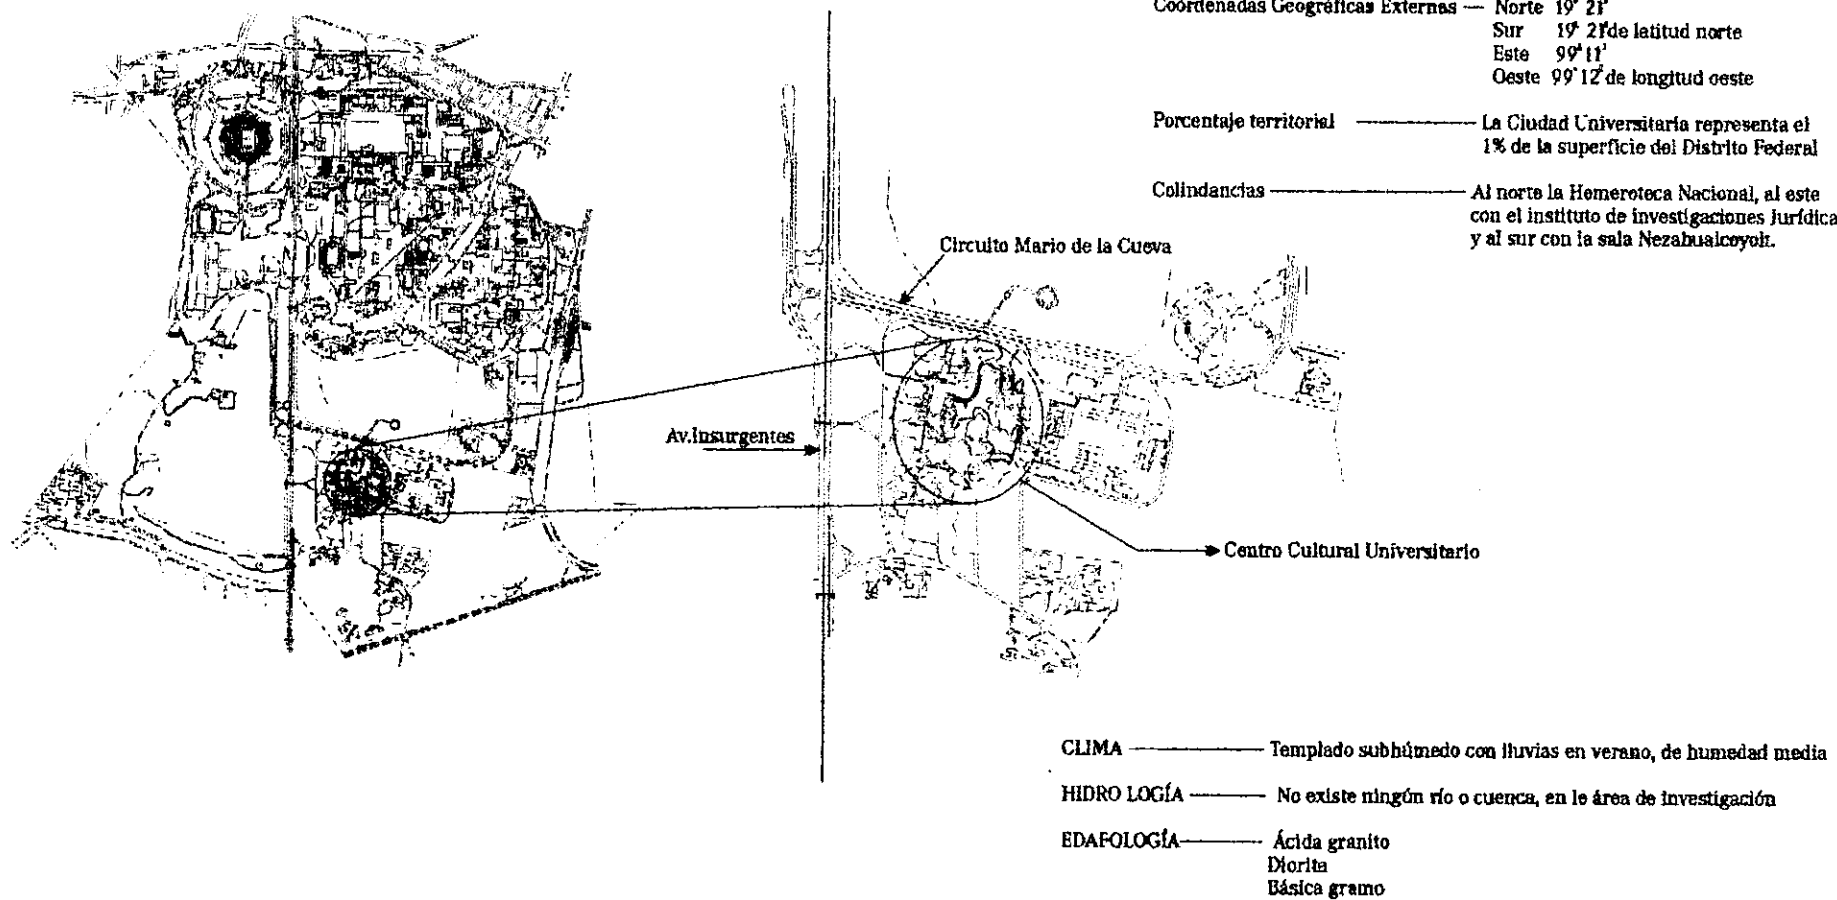 Coordenadas Geográficas Externas — Norte 19° 21'
Sur 19° 21' de latitud norte
Este 99° 11'
Oeste 99° 12' de longitud oeste
Porcentaje territorial — La Ciudad Universitaria representa el
1% de la superficie del Distrito Federal
Colindancias — Al norte la Hemeroteca Nacional, al este
con el instituto de investigaciones Jurídica
y al sur con la sala Nezahualcoyolt.
Circuito Mario de la Cueva
Av.Insurgentes
Centro Cultural Universitario
CLIMA — Templado subhúmedo con lluvias en verano, de humedad media
HIDRO LOGÍA — No existe ningún río o cuenca, en le área de investigación
EDAFOLOGÍA — Ácida granito
Diorita
Básica gramo